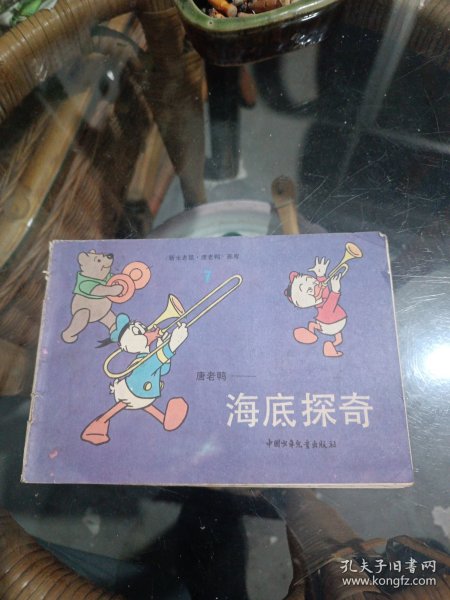 《新米老鼠·唐老鸭》画库
7
唐老鸭——
海底探奇
中国少年儿童出版社
孔夫子旧书网
www.kongfz.com